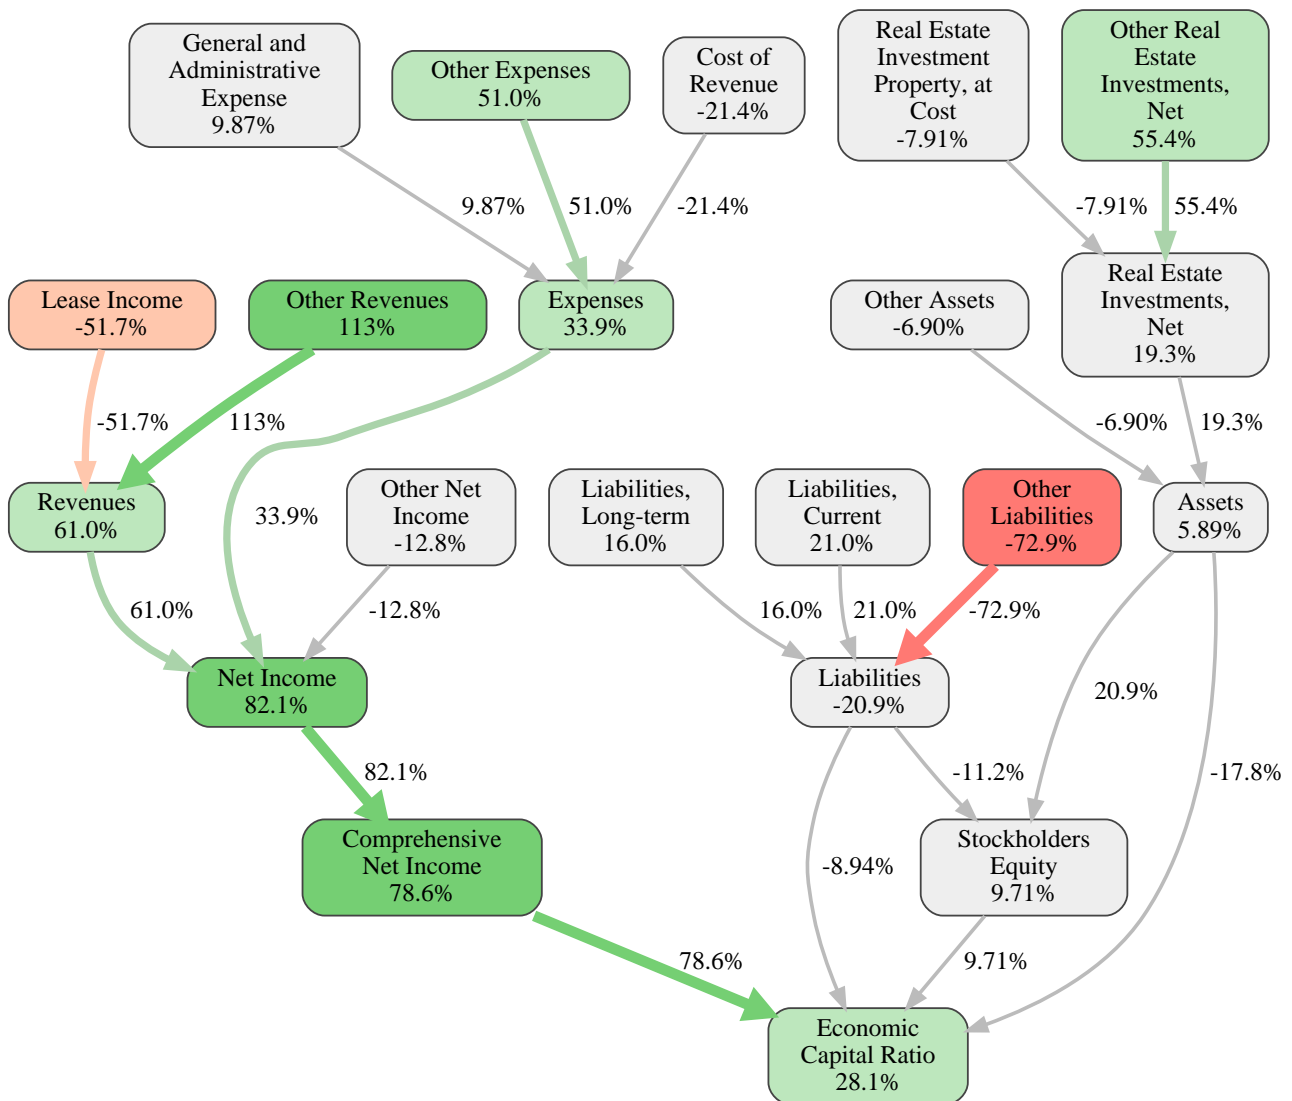 General and
Administrative
Expense
9.87%
Other Expenses
51.0%
Cost of
Revenue
-21.4%
Real Estate
Investment
Property, at
Cost
-7.91%
Other Real
Estate
Investments,
Net
55.4%
9.87%
51.0%
-21.4%
-7.91%
55.4%
Lease Income
-51.7%
Other Revenues
113%
Expenses
33.9%
Other Assets
-6.90%
Real Estate
Investments,
Net
19.3%
-51.7%
113%
-6.90%
19.3%
Revenues
61.0%
33.9%
Other Net
Income
-12.8%
Liabilities,
Long-term
16.0%
Liabilities,
Current
21.0%
Other
Liabilities
-72.9%
Assets
5.89%
61.0%
-12.8%
16.0%
21.0%
-72.9%
Net Income
82.1%
Liabilities
-20.9%
20.9%
82.1%
-11.2%
-17.8%
Comprehensive
Net Income
78.6%
-8.94%
Stockholders
Equity
9.71%
78.6%
9.71%
Economic
Capital Ratio
28.1%